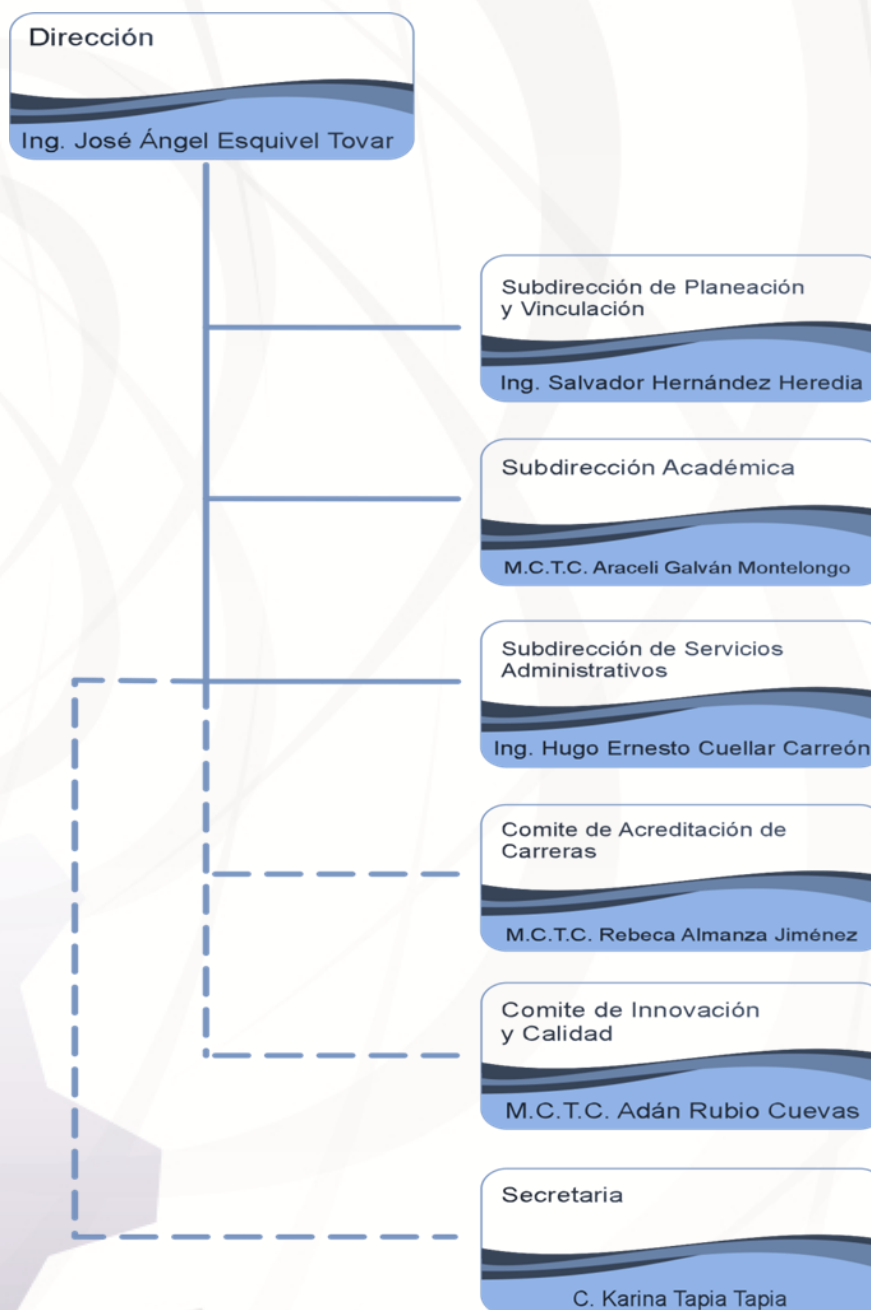 Dirección
Ing. José Ángel Esquivel Tovar
Subdirección de Planeación
y Vinculación
Ing. Salvador Hernández Heredia
Subdirección Académica
M.C.T.C. Araceli Galván Montelongo
Subdirección de Servicios
Administrativos
Ing. Hugo Ernesto Cuellar Carreón
Comite de Acreditación de
Carreras
M.C.T.C. Rebeca Almanza Jiménez
Comite de Innovación
y Calidad
M.C.T.C. Adán Rubio Cuevas
Secretaria
C. Karina Tapia Tapia